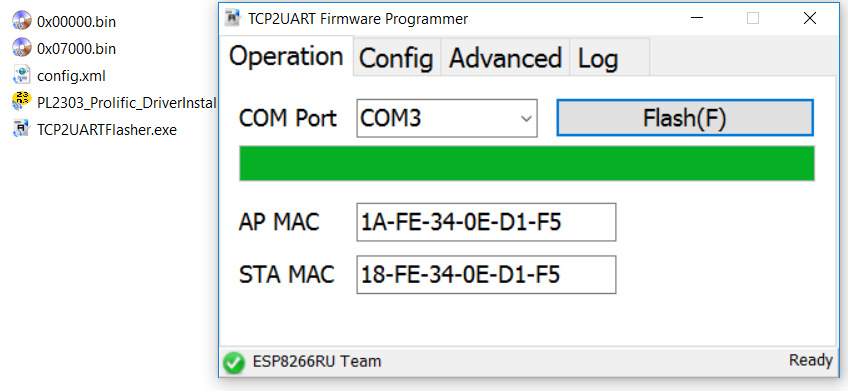 0x00000.bin
0x07000.bin
config.xml
PL2303_Prolific_DriverInstal
TCP2UARTFlasher.exe
TCP2UART Firmware Programmer
Operation Config Advanced Log
COM Port COM3 Flash(F)
AP MAC 1A-FE-34-0E-D1-F5
STA MAC 18-FE-34-0E-D1-F5
ESP8266RU Team Ready